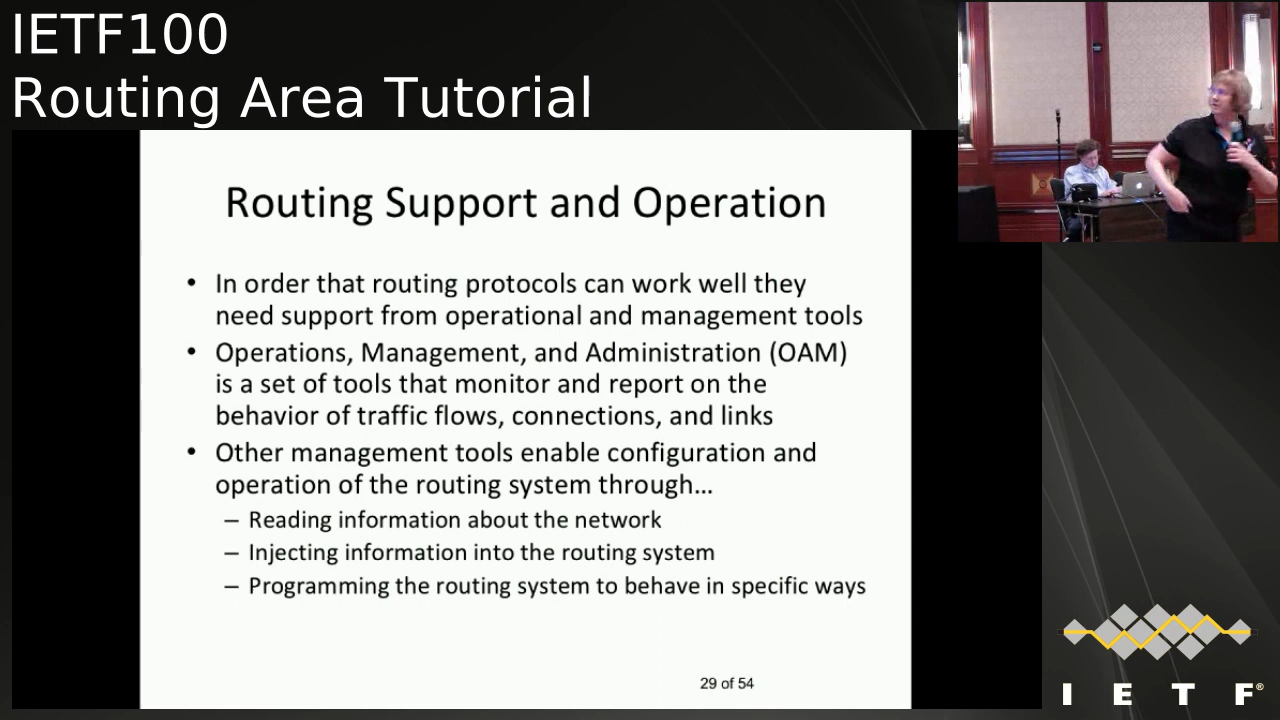 IETF100
Routing Area Tutorial
Routing Support and Operation
• In order that routing protocols can work well they
need support from operational and management tools
• Operations, Management, and Administration (OAM)
is a set of tools that monitor and report on the
behavior of traffic flows, connections, and links
• Other management tools enable configuration and
operation of the routing system through...
– Reading information about the network
– Injecting information into the routing system
– Programming the routing system to behave in specific ways
29 of 54
I E T F®